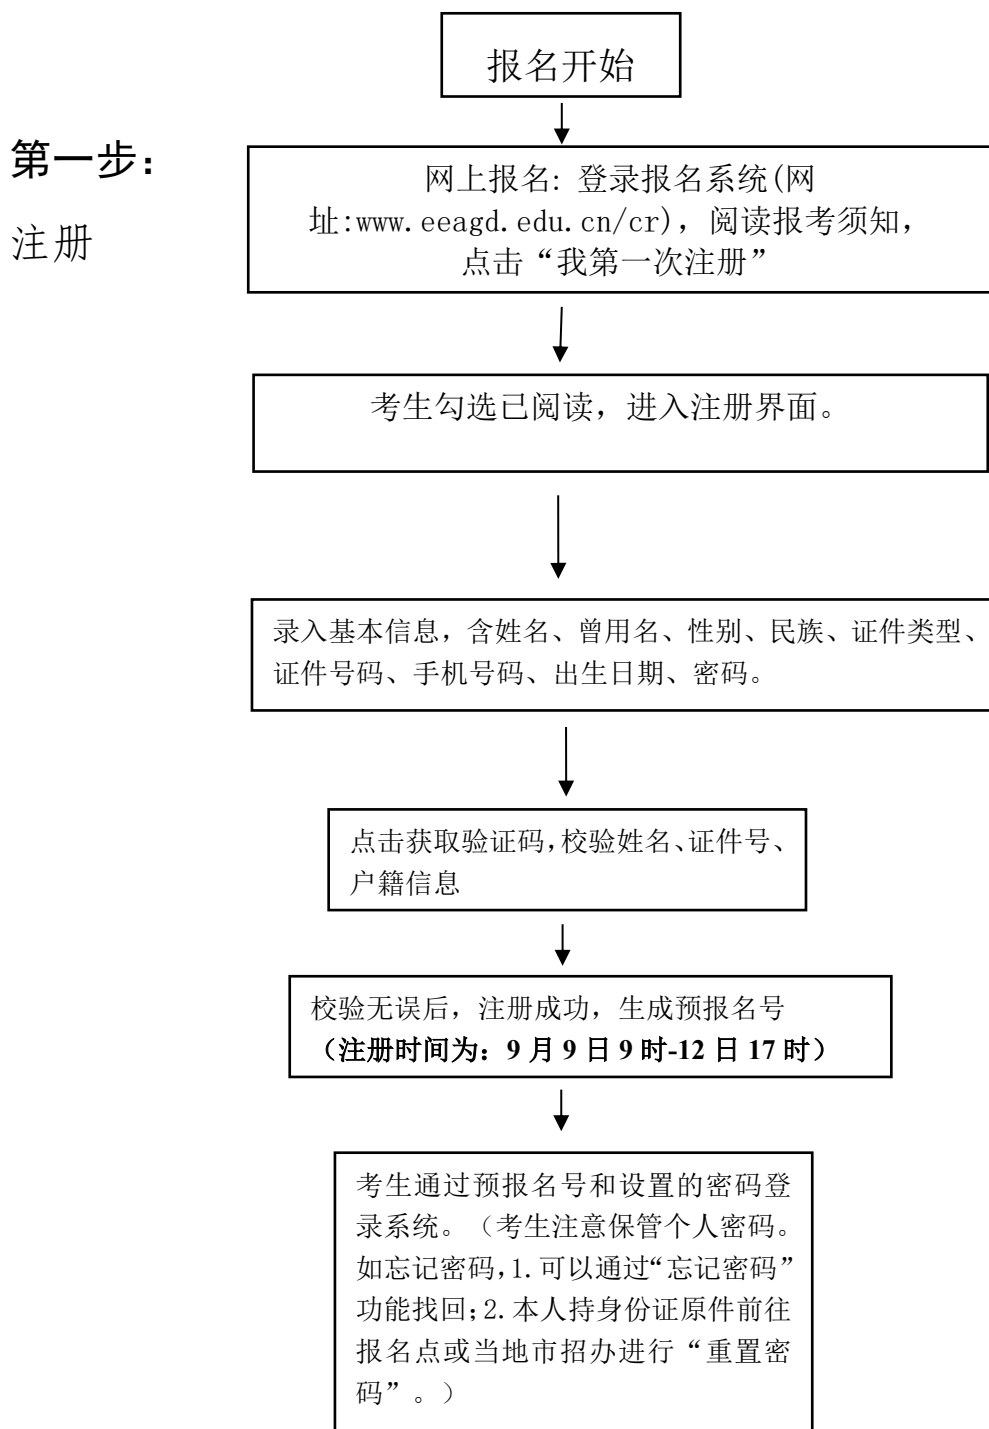 报名开始
第一步：
注册
网上报名: 登录报名系统(网
址:www.eeagd.edu.cn/cr)，阅读报考须知，
点击“我第一次注册”
考生勾选已阅读，进入注册界面。
录入基本信息，含姓名、曾用名、性别、民族、证件类型、
证件号码、手机号码、出生日期、密码。
点击获取验证码,校验姓名、证件号、
户籍信息
校验无误后，注册成功，生成预报名号
（注册时间为：9 月 9 日 9 时-12 日 17 时）
考生通过预报名号和设置的密码登
录系统。（考生注意保管个人密码。
如忘记密码,1.可以通过“忘记密码”
功能找回;2.本人持身份证原件前往
报名点或当地市招办进行“重置密
码”。）